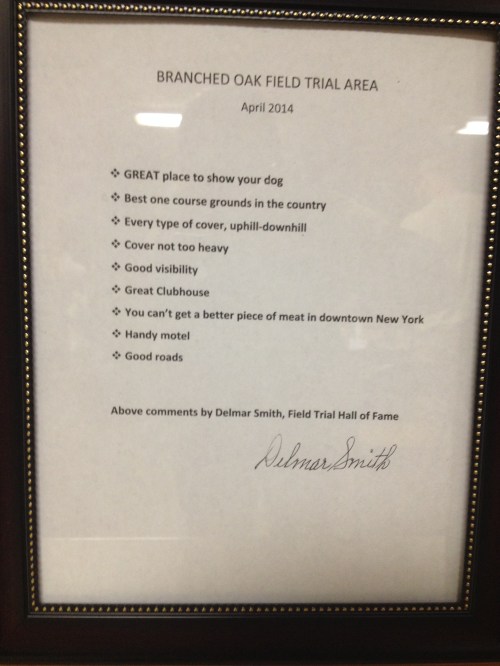 BRANCHED OAK FIELD TRIAL AREA
April 2014
❖ GREAT place to show your dog
❖ Best one course grounds in the country
❖ Every type of cover, uphill-downhill
❖ Cover not too heavy
❖ Good visibility
❖ Great Clubhouse
❖ You can't get a better piece of meat in downtown New York
❖ Handy motel
❖ Good roads
Above comments by Delmar Smith, Field Trial Hall of Fame
Delmar Smith